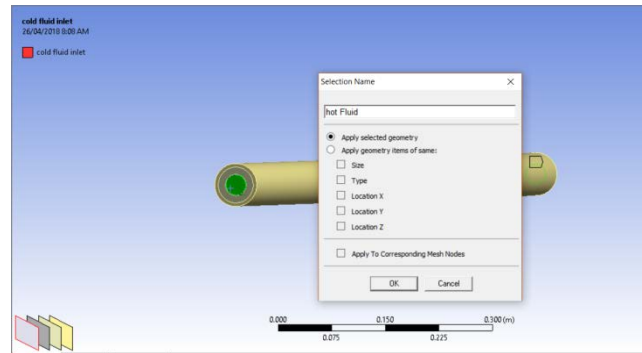 cold fluid inlet
26/04/2018 8:08 AM
cold fluid inlet
Selection Name
hot Fluid
Apply selected geometry
Apply geometry items of same:
Size
Type
Location X
Location Y
Location Z
Apply To Corresponding Mesh Nodes
OK Cancel
0.000 0.150 0.300 (m)
0.075 0.225